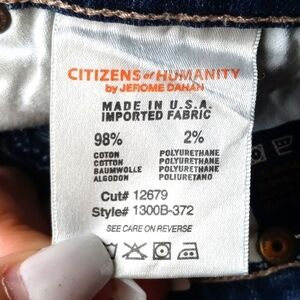 CITIZENS of HUMANITY
by JEROME DAHAN
MADE IN U.S.A.
IMPORTED FABRIC
98% 2%
COTON POLYURETHANE
COTTON POLYURETHANE
BAUMWOLLE POLYURETHANE
ALGODON POLIURETANO
Cut# 12679
Style# 1300B-372
SEE CARE ON REVERSE